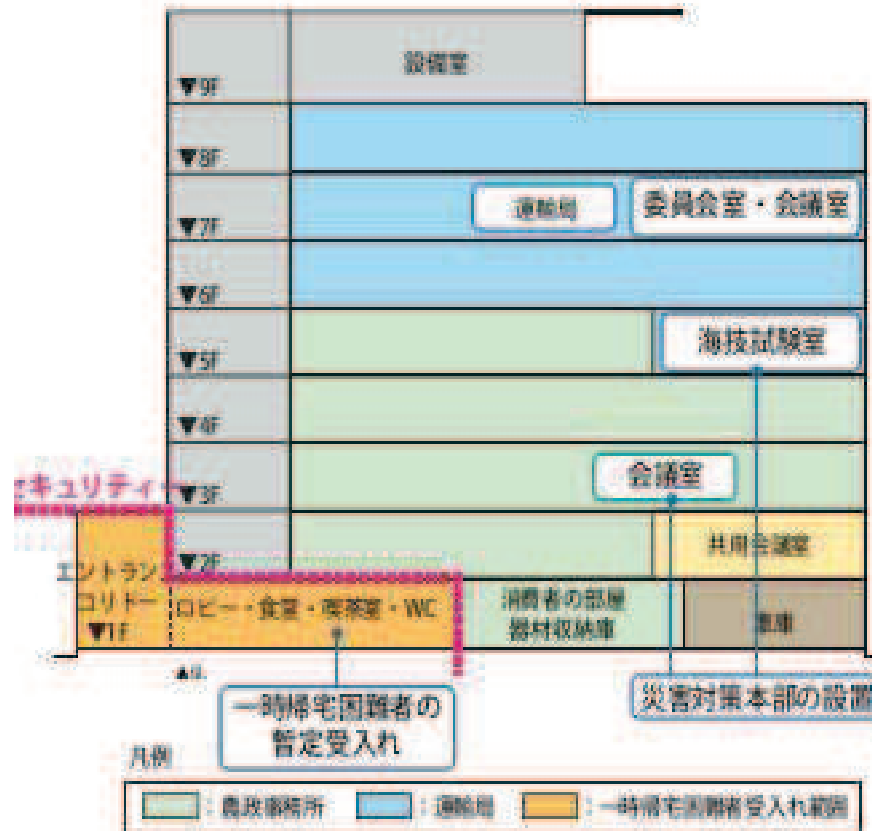 設備室
▼9F
▼8F
運輸局
委員会室・会議室
▼7F
▼6F
海技試験室
▼5F
▼4F
会議室
セキュリティ
▼3F
共用会議室
▼2F
エントラン
コリドー
▼1F
ロビー・食堂・喫茶室・WC
消費者の部屋
器材収納庫
一時帰宅困難者の
暫定受入れ
災害対策本部の設置
凡例
：農政事務所
：運輸局
：一時帰宅困難者受入れ範囲